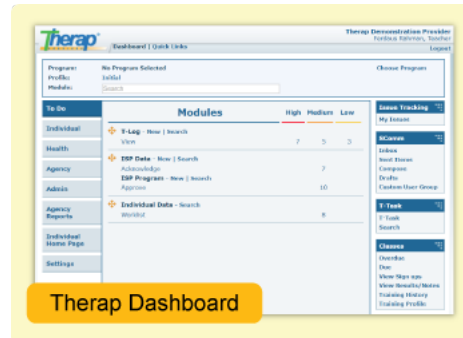 Therap
Dashboard | Quick Links
Therap Demonstration Provider
Logout
Program:
No Program Selected
Choose Program
Profile:
Initial
Module:
Search
To Do
Individual
Health
Agency
Admin
Agency
Reports
Individual
Home Page
Settings
Modules
High Medium Low
T-Log - New | Search
View 7 5 3
ISP Data - New | Search
Acknowledge 7
ISP Program - New | Search
Approve 10
Individual Data - Search
Worklist 8
Issue Tracking
My Issues
SComm
Inbox
Sent Items
Compose
Drafts
Custom User Group
T-Task
T-Task
Search
Classes
Overdue
Due
View Sign ups
View Results/Notes
Training History
Training Profile
Therap Dashboard